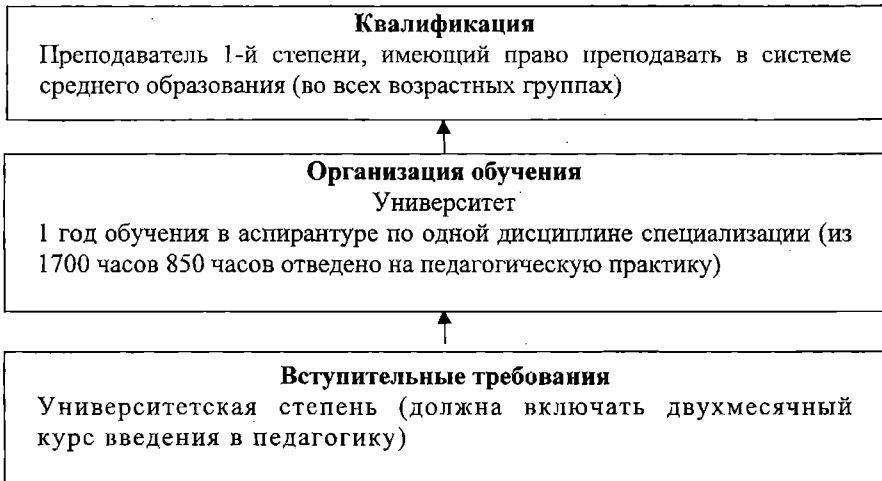 Квалификация
Преподаватель 1-й степени, имеющий право преподавать в системе
среднего образования (во всех возрастных группах)
Организация обучения
Университет
1 год обучения в аспирантуре по одной дисциплине специализации (из
1700 часов 850 часов отведено на педагогическую практику)
Вступительные требования
Университетская степень (должна включать двухмесячный
курс введения в педагогику)